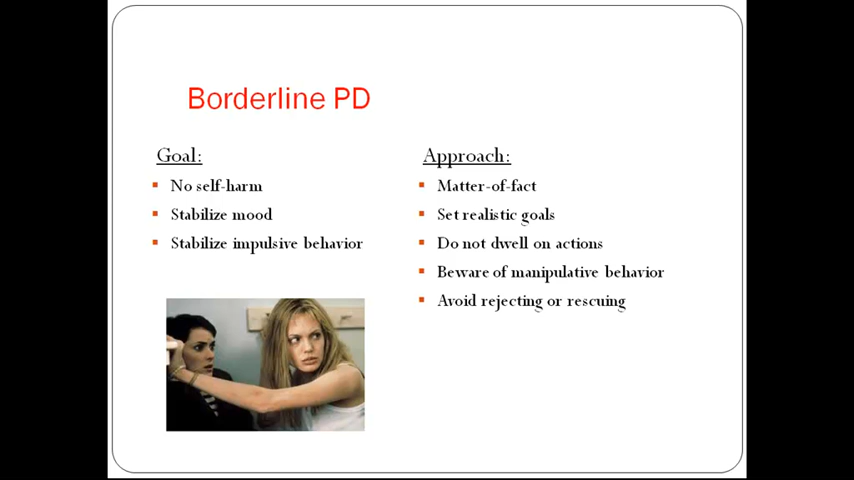 Borderline PD
Goal:
No self-harm
Stabilize mood
Stabilize impulsive behavior
Approach:
Matter-of-fact
Set realistic goals
Do not dwell on actions
Beware of manipulative behavior
Avoid rejecting or rescuing